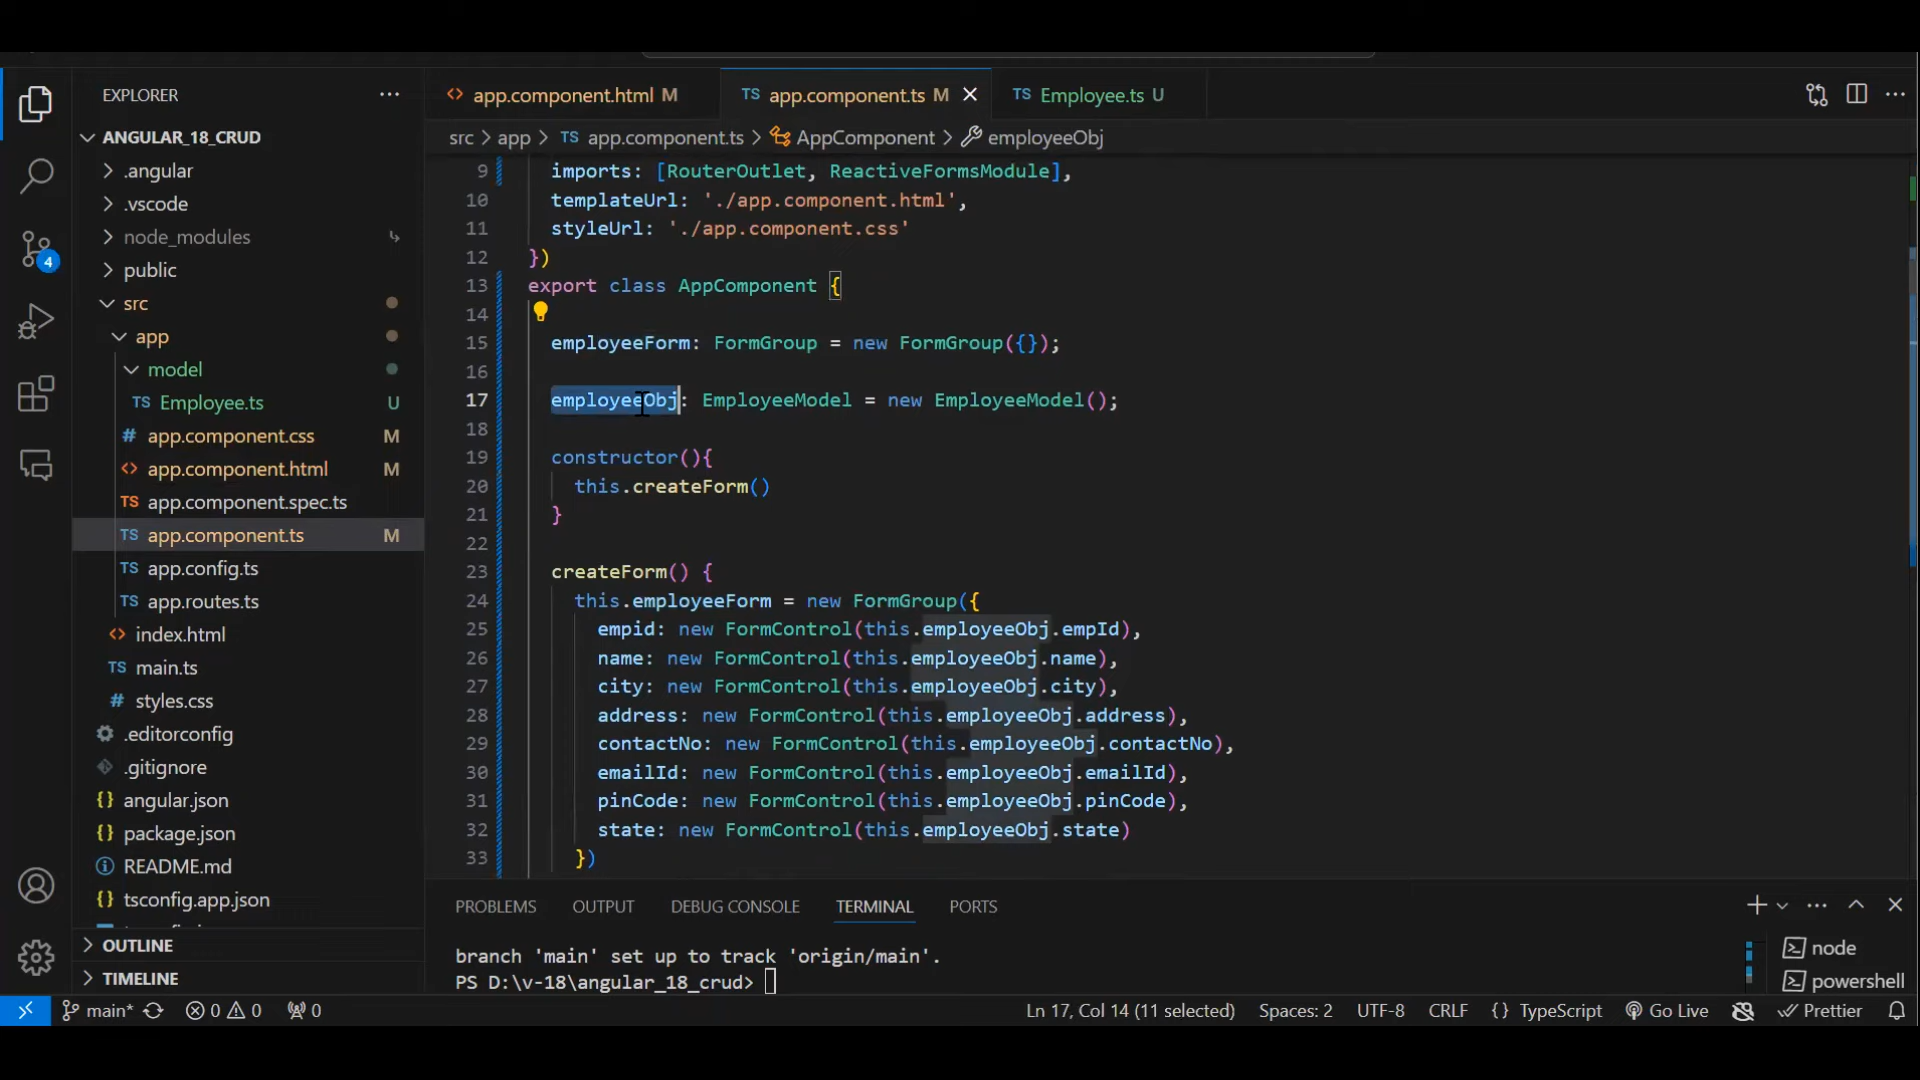 EXPLORER
ANGULAR_18_CRUD
.angular
.vscode
node_modules
public
src
app
model
Employee.ts U
app.component.css M
app.component.html M
app.component.spec.ts
app.component.ts M
app.config.ts
app.routes.ts
index.html
main.ts
styles.css
.editorconfig
.gitignore
angular.json
package.json
README.md
tsconfig.app.json
OUTLINE
TIMELINE
4
app.component.html M
TS app.component.ts M
TS Employee.ts U
src > app > TS app.component.ts > AppComponent > employeeObj
9 imports: [RouterOutlet, ReactiveFormsModule],
10 templateUrl: './app.component.html',
11 styleUrl: './app.component.css'
12 })
13 export class AppComponent {
14
15 employeeForm: FormGroup = new FormGroup({});
16
17 employeeObj: EmployeeModel = new EmployeeModel();
18
19 constructor(){
20 this.createForm()
21 }
22
23 createForm() {
24 this.employeeForm = new FormGroup({
25 empid: new FormControl(this.employeeObj.empId),
26 name: new FormControl(this.employeeObj.name),
27 city: new FormControl(this.employeeObj.city),
28 address: new FormControl(this.employeeObj.address),
29 contactNo: new FormControl(this.employeeObj.contactNo),
30 emailId: new FormControl(this.employeeObj.emailId),
31 pinCode: new FormControl(this.employeeObj.pinCode),
32 state: new FormControl(this.employeeObj.state)
33 })
PROBLEMS OUTPUT DEBUG CONSOLE TERMINAL PORTS
branch 'main' set up to track 'origin/main'.
PS D:\v-18\angular_18_crud>
node
powershell
main* 0 0 0 Ln 17, Col 14 (11 selected) Spaces: 2 UTF-8 CRLF {} TypeScript Go Live Prettier